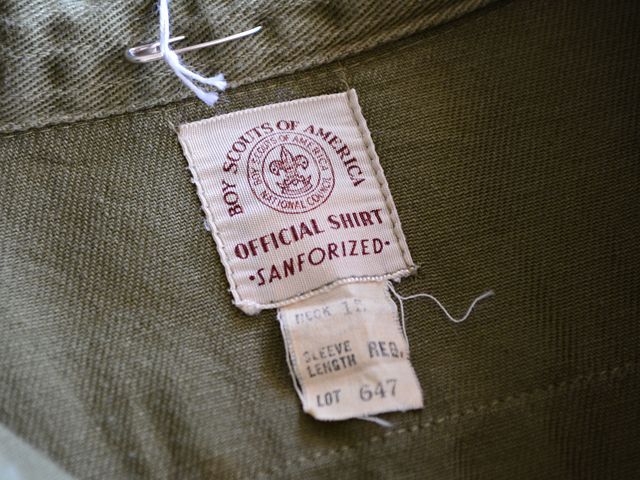 BOY SCOUTS OF AMERICA
BOY SCOUTS OF AMERICA
NATIONAL COUNCIL
OFFICIAL SHIRT
·SANFORIZED·
NECK
SLEEVE
LENGTH REG.
LOT 647